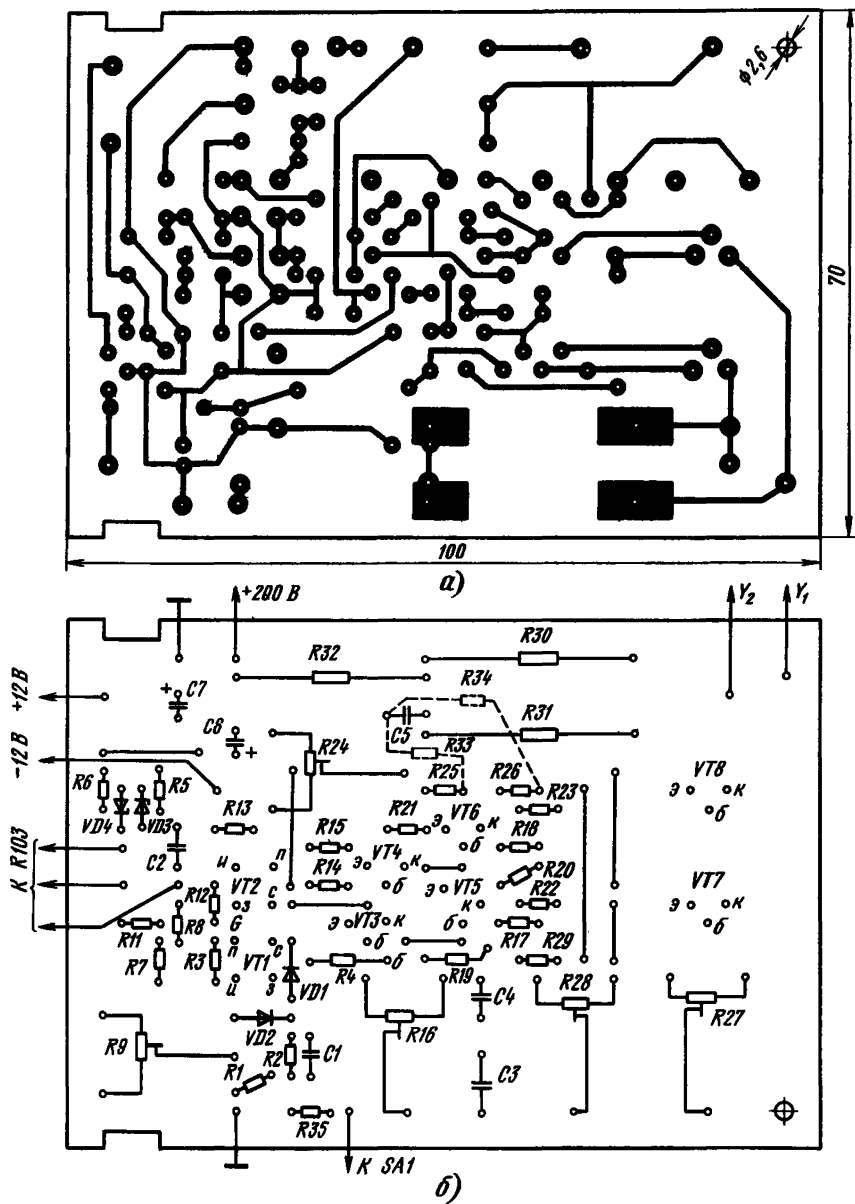 ϕ2,6
70
100
а)
+200 В
Y₂
Y₁
R32
R30
+12В
+
C7
R34
-12 В
C6
+
R24
C5
R31
R33
R6
R5
R25
R26
R23
VT8
VD4
VD3
R13
R21
VT6
э
к
э
к
б
К R103
C2
R15
R18
б
и
п
R14
э
VT4
к
R20
R12
VT2
с
б
э
VT5
к
R22
VT7
з
э
VT3
к
б
R17
э
к
б
R11
R8
G
б
R29
R7
R3
п
VT1
с
R4
б
R19
и
з
VD1
C4
R28
R27
VD2
R16
R9
R2
C1
C3
R1
R35
К SA1
б)